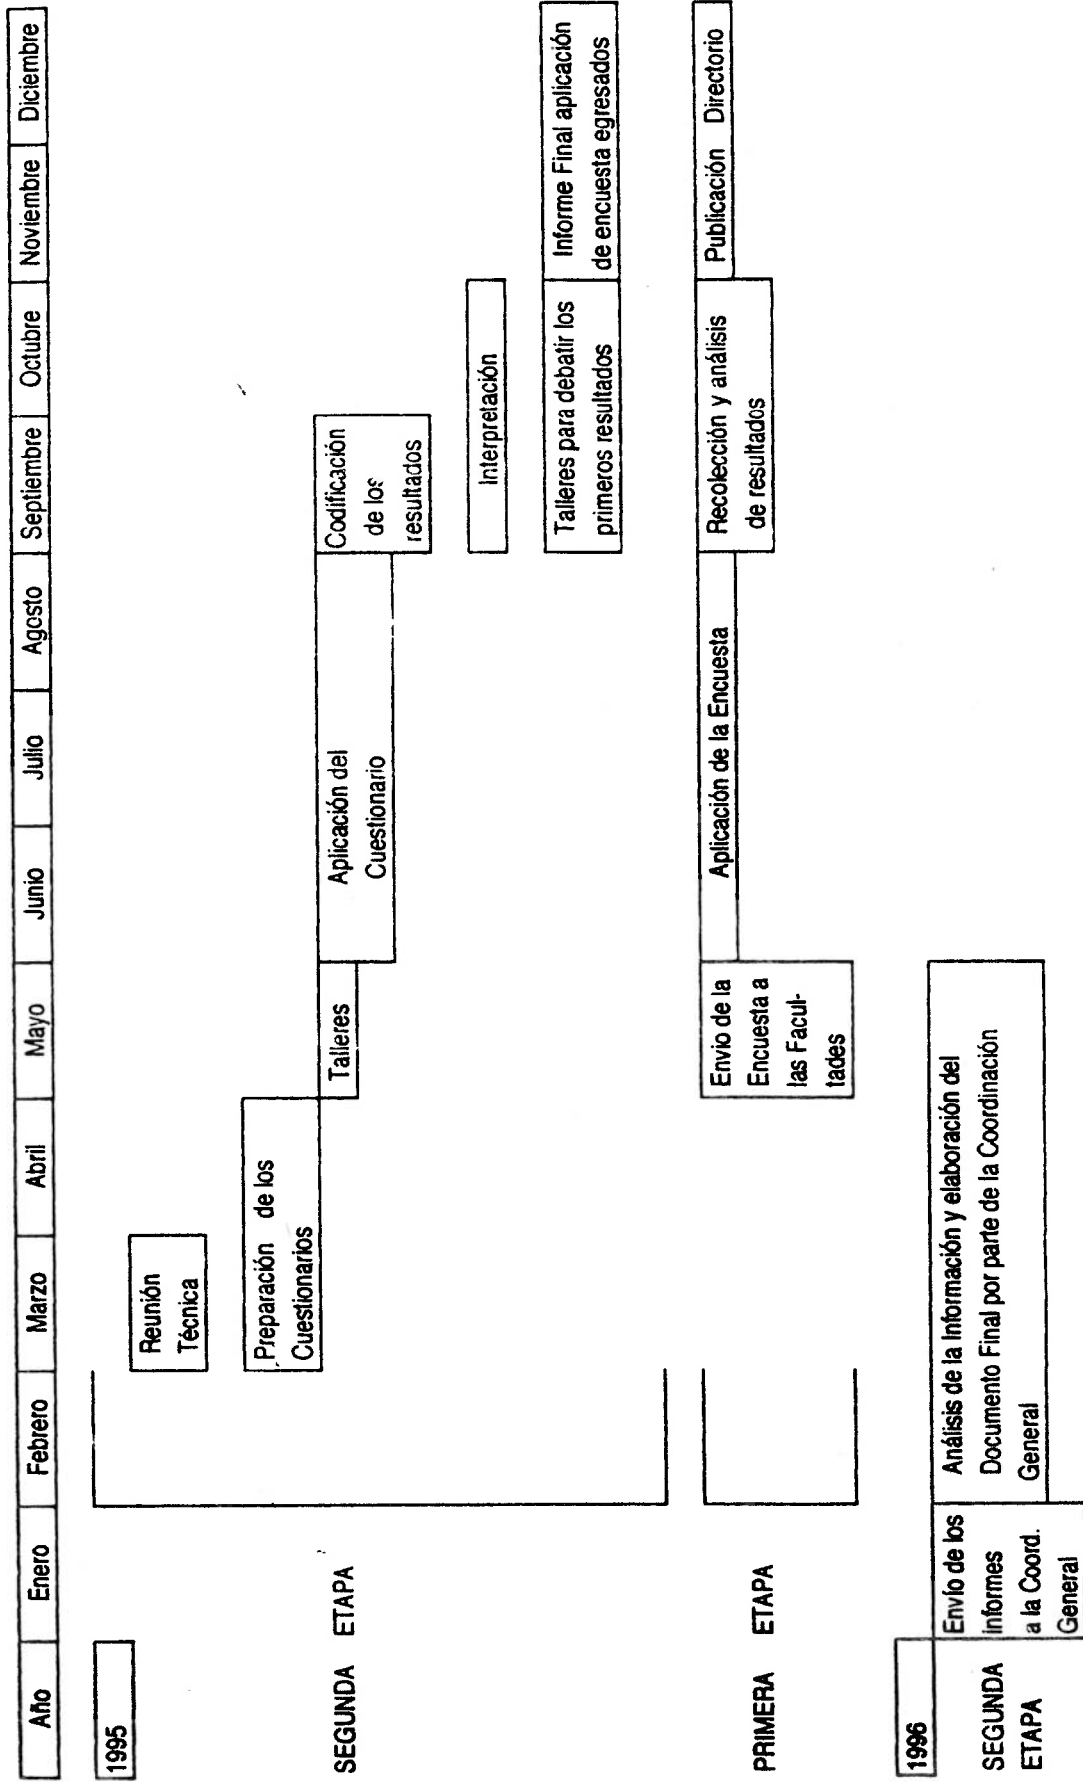 Año Enero Febrero Marzo Abril Mayo Junio Julio Agosto Septiembre Octubre Noviembre Diciembre
1995
Reunión
Técnica
SEGUNDA ETAPA
Preparación de los
Cuestionarios
Talleres
Aplicación del
Cuestionario
Codificación
de los
resultados
Interpretación
Talleres para debatir los
primeros resultados
Informe Final aplicación
de encuesta egresados
PRIMERA ETAPA
Envio de la
Encuesta a
las Facul-
tades
Aplicación de la Encuesta
Recolección y análisis
de resultados
Publicación Directorio
1996
SEGUNDA
ETAPA
Envío de los
informes
a la Coord.
General
Análisis de la Información y elaboración del
Documento Final por parte de la Coordinación
General